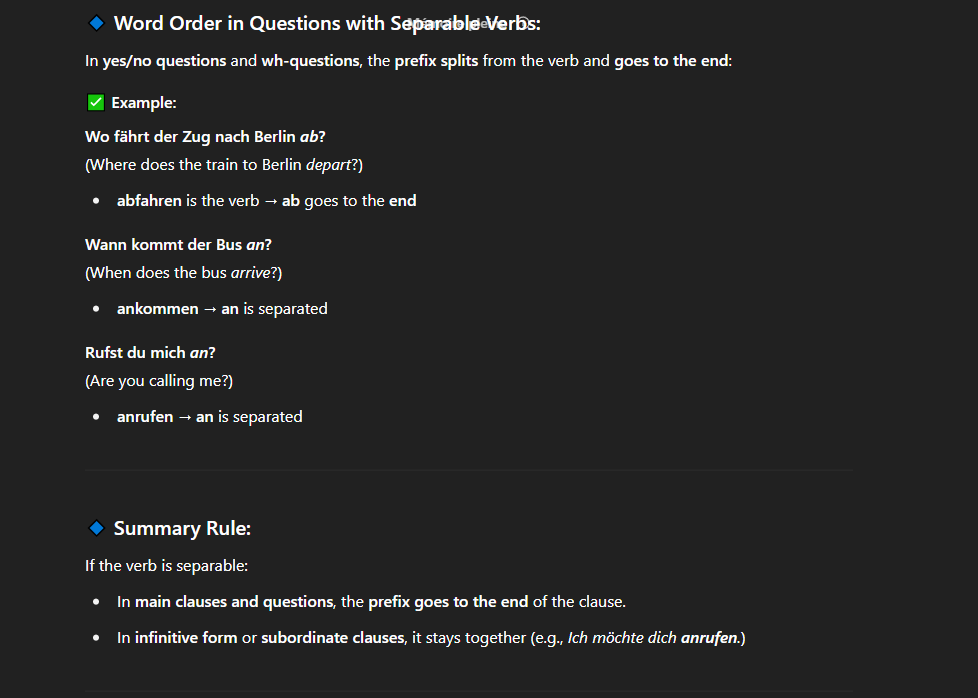 🔷 Word Order in Questions with Separable Verbs:
In yes/no questions and wh-questions, the prefix splits from the verb and goes to the end:
✅ Example:
Wo fährt der Zug nach Berlin ab?
(Where does the train to Berlin depart?)
• abfahren is the verb → ab goes to the end
Wann kommt der Bus an?
(When does the bus arrive?)
• ankommen → an is separated
Rufst du mich an?
(Are you calling me?)
• anrufen → an is separated
🔷 Summary Rule:
If the verb is separable:
• In main clauses and questions, the prefix goes to the end of the clause.
• In infinitive form or subordinate clauses, it stays together (e.g., Ich möchte dich anrufen.)